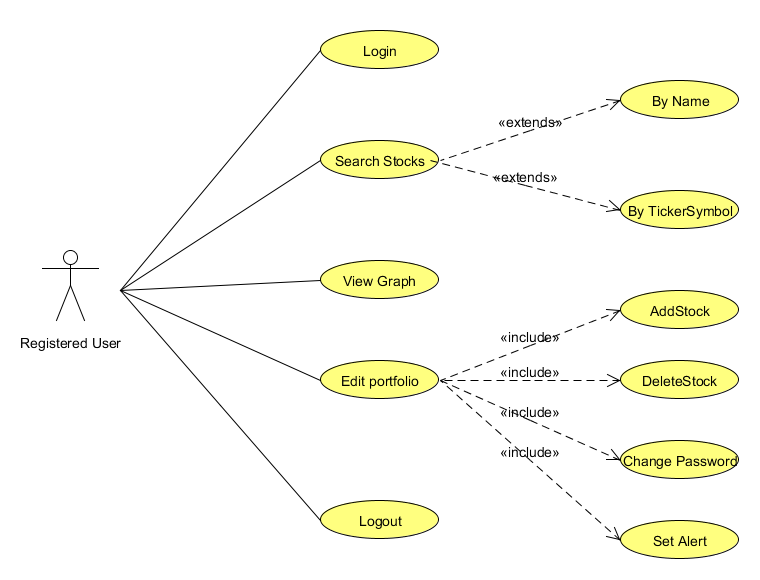 Login
By Name
«extends»
Search Stocks
«extends»
By TickerSymbol
View Graph
Registered User
AddStock
«include»
Edit portfolio
«include»
DeleteStock
«include»
Change Password
«include»
Logout
Set Alert